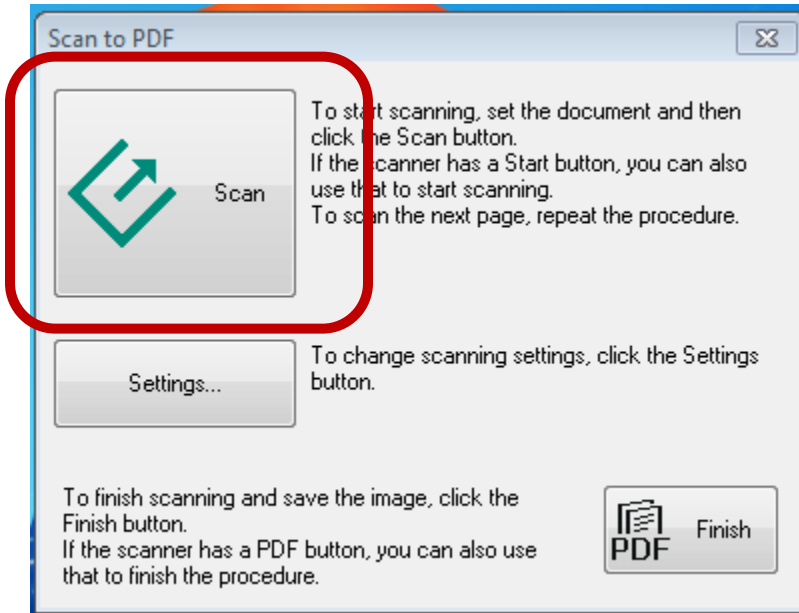 Scan to PDF
Scan
To start scanning, set the document and then
click the Scan button.
If the scanner has a Start button, you can also
use that to start scanning.
To scan the next page, repeat the procedure.
Settings...
To change scanning settings, click the Settings
button.
To finish scanning and save the image, click the
Finish button.
If the scanner has a PDF button, you can also use
that to finish the procedure.
PDF
Finish